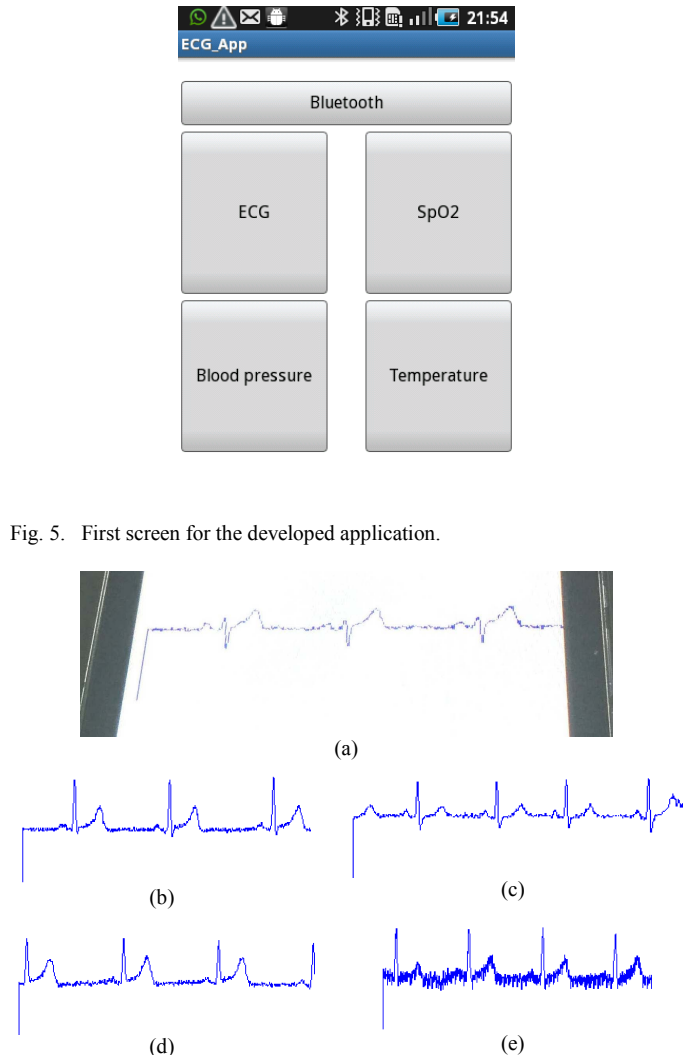 21:54
ECG_App
Bluetooth
ECG SpO2
Blood pressure Temperature
Fig. 5. First screen for the developed application.
(a)
(b) (c)
(d) (e)